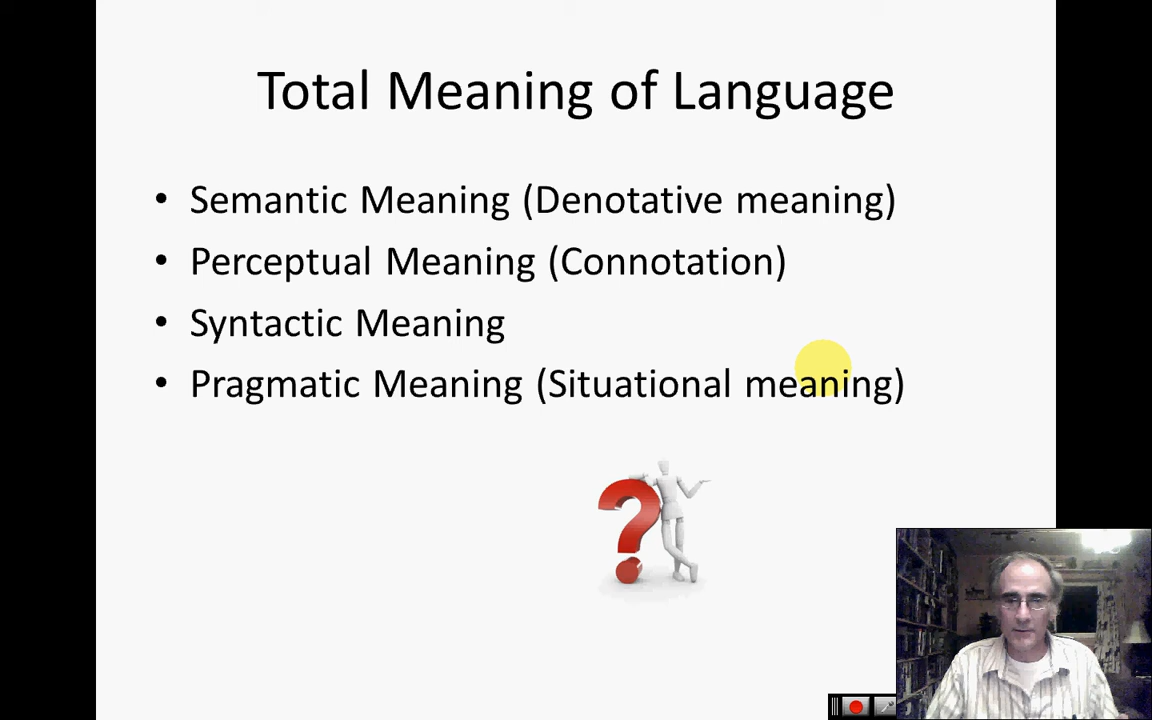 Total Meaning of Language
• Semantic Meaning (Denotative meaning)
• Perceptual Meaning (Connotation)
• Syntactic Meaning
• Pragmatic Meaning (Situational meaning)
?